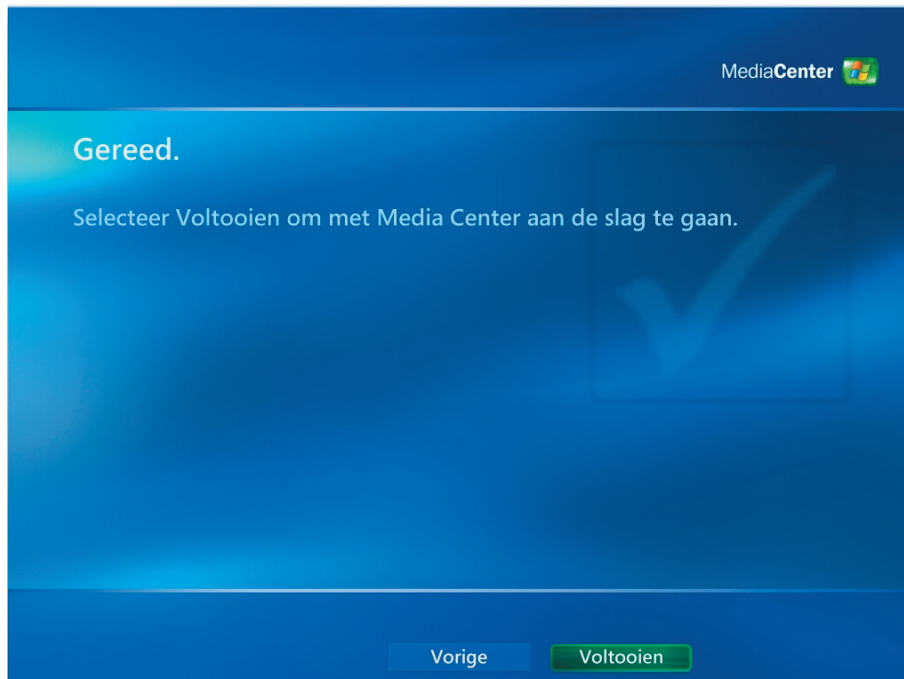 MediaCenter
Gereed.
Selecteer Voltooien om met Media Center aan de slag te gaan.
Vorige
Voltooien